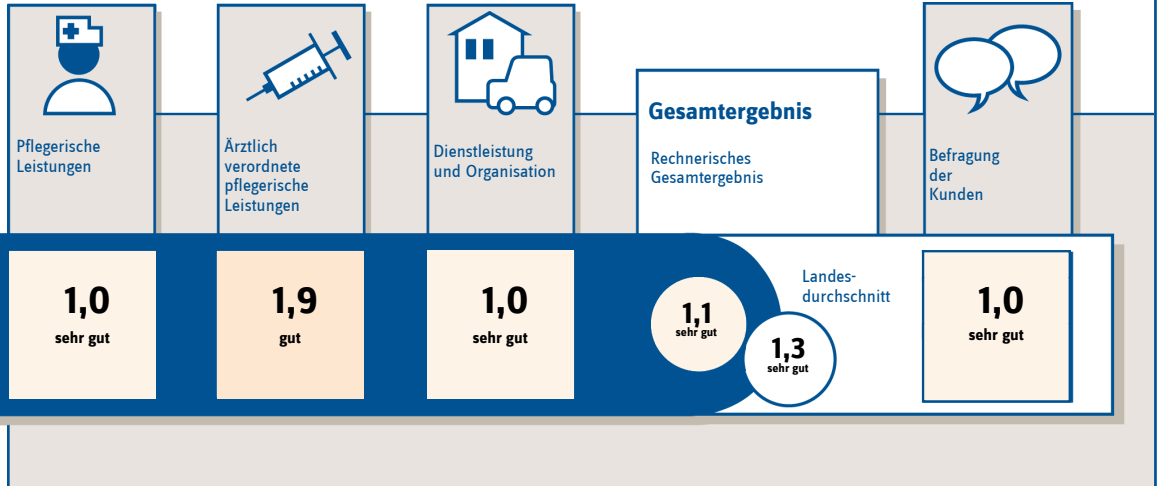 Pflegerische
Leistungen
Ärztlich
verordnete
pflegerische
Leistungen
Dienstleistung
und Organisation
Gesamtergebnis
Rechnerisches
Gesamtergebnis
Befragung
der
Kunden
1,0
sehr gut
1,9
gut
1,0
sehr gut
1,1
sehr gut
Landes-
durchschnitt
1,3
sehr gut
1,0
sehr gut